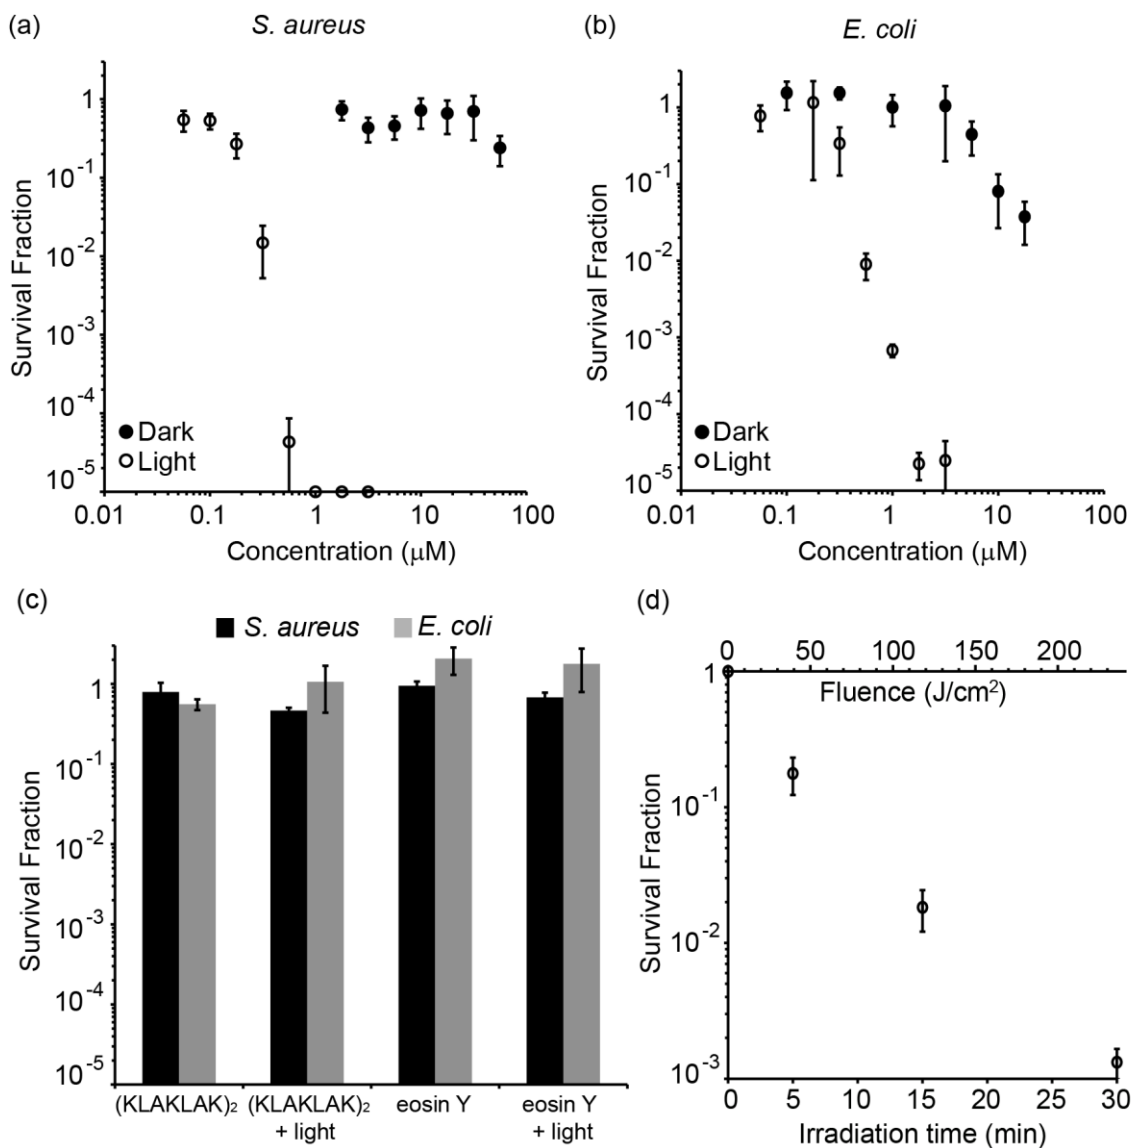 (a)
S. aureus
Survival Fraction
1
10⁻¹
10⁻²
10⁻³
10⁻⁴
10⁻⁵
Dark
Light
0.01 0.1 1 10 100
Concentration (μM)
(b)
E. coli
Survival Fraction
1
10⁻¹
10⁻²
10⁻³
10⁻⁴
10⁻⁵
Dark
Light
0.01 0.1 1 10 100
Concentration (μM)
(c)
S. aureus E. coli
Survival Fraction
1
10⁻¹
10⁻²
10⁻³
10⁻⁴
10⁻⁵
(KLAKLAK)₂ (KLAKLAK)₂ eosin Y eosin Y
+ light + light
(d)
0 50 100 150 200
Fluence (J/cm²)
Survival Fraction
1
10⁻¹
10⁻²
10⁻³
0 5 10 15 20 25 30
Irradiation time (min)